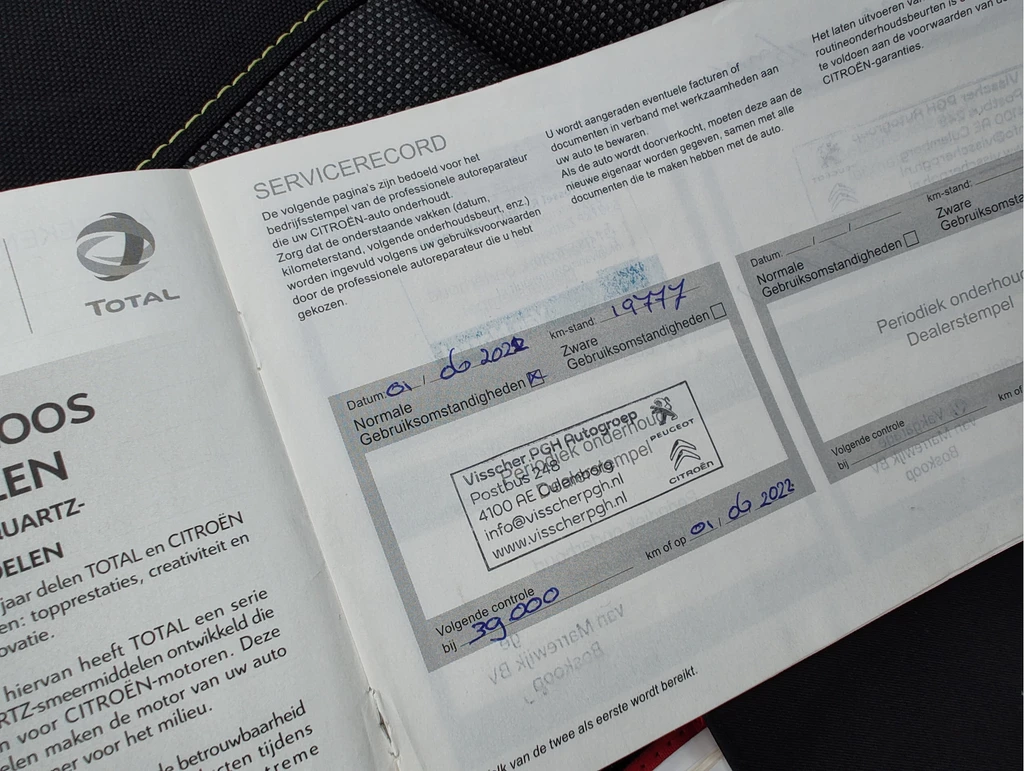 TOTAL
OOS
LEN
UARTZ-
DELEN
jaar delen TOTAL en CITROËN
en: topprestaties, creativiteit en
ovatie.
hiervan heeft TOTAL een serie
RTZ-smeermiddelen ontwikkeld die
n voor CITROËN-motoren. Deze
elen maken de motor van uw auto
er voor het milieu.
de betrouwbaarheid
cten tijdens
treme
SERVICERECORD
De volgende pagina's zijn bedoeld voor het
bedrijfsstempel van de professionele autoreparateur
die uw CITROËN-auto onderhoudt.
Zorg dat de onderstaande vakken (datum,
kilometerstand, volgende onderhoudsbeurt, enz.)
worden ingevuld volgens uw gebruiksvoorwaarden
door de professionele autoreparateur die u hebt
gekozen.
U wordt aangeraden eventuele facturen of
documenten in verband met werkzaamheden aan
uw auto te bewaren.
Als de auto wordt doorverkocht, moeten deze aan de
nieuwe eigenaar worden gegeven, samen met alle
documenten die te maken hebben met de auto.
Het laten uitvoeren van
routineonderhoudsbeurten is
te voldoen aan de voorwaarden van de
CITROËN-garanties.
Datum: 01 / 06 2022 km-stand: 19777
Normale Gebruiksomstandigheden
Zware Gebruiksomstandigheden
Periodiek onderhoud
Dealerstempel
Visscher PGH Autogroep
Postbus 248
4100 AE Culemborg
info@visscherpgh.nl
www.visscherpgh.nl
PEUGEOT
CITROËN
Volgende controle
bij 39.000 km of op 01 / 06 2022
Datum: / / km-stand:
Normale Gebruiksomstandigheden
Zware
Gebruiksomsta
Periodiek onderhou
Dealerstempel
Volgende controle
bij km of
lk van de twee als eerste wordt bereikt.